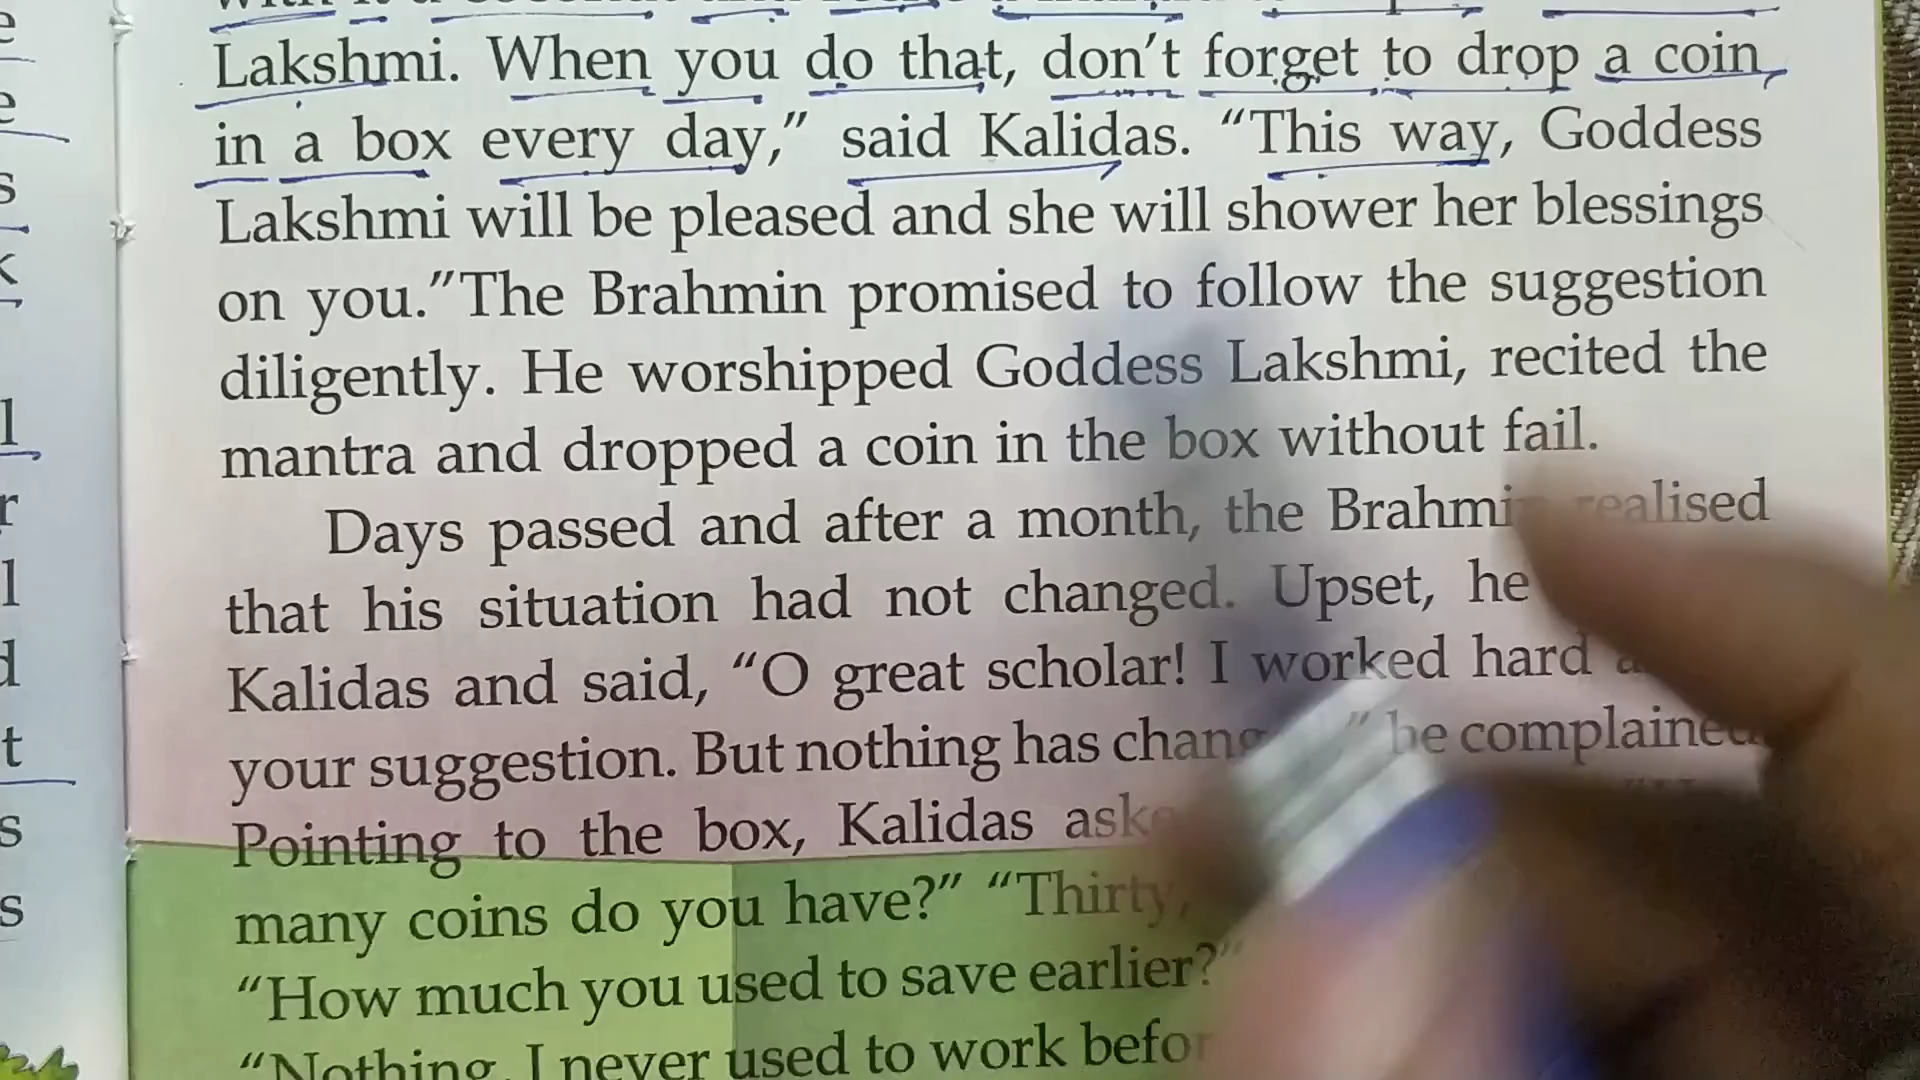 Lakshmi. When you do that, don't forget to drop a coin
in a box every day," said Kalidas. "This way, Goddess
Lakshmi will be pleased and she will shower her blessings
on you."The Brahmin promised to follow the suggestion
diligently. He worshipped Goddess Lakshmi, recited the
mantra and dropped a coin in the box without fail.
Days passed and after a month, the Brahmin realised
that his situation had not changed. Upset, he
Kalidas and said, "O great scholar! I worked hard
your suggestion. But nothing has he complained
Pointing to the box, Kalidas
many coins do you have?" "Thirty,
"How much you used to save earlier?"
"Nothing. I never used to work